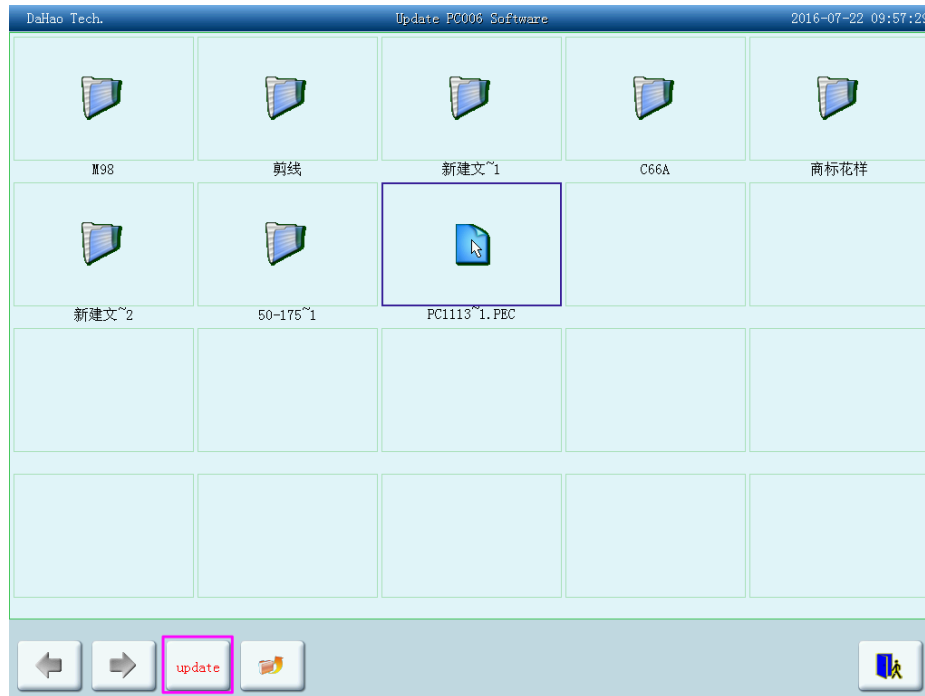 DaHao Tech.
Update PC006 Software
2016-07-22 09:57:29
M98
剪线
新建文~1
C66A
商标花样
新建文~2
50-175~1
PC1113~1.PEC
update